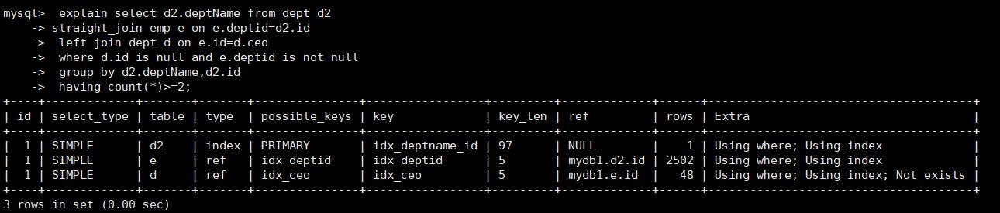 mysql>  explain select d2.deptName from dept d2
    -> straight_join emp e on e.deptid=d2.id
    ->  left join dept d on e.id=d.ceo
    ->  where d.id is null and e.deptid is not null
    ->  group by d2.deptName,d2.id
    ->  having count(*)>=2;
+----+-------------+-------+-------+---------------+-----------------+---------+-------------+------+--------------------------------------+
| id | select_type | table | type  | possible_keys | key             | key_len | ref         | rows | Extra                                |
+----+-------------+-------+-------+---------------+-----------------+---------+-------------+------+--------------------------------------+
|  1 | SIMPLE      | d2    | index | PRIMARY       | idx_deptname_id | 97      | NULL        |    1 | Using where; Using index             |
|  1 | SIMPLE      | e     | ref   | idx_deptid    | idx_deptid      | 5       | mydb1.d2.id | 2502 | Using where; Using index             |
|  1 | SIMPLE      | d     | ref   | idx_ceo       | idx_ceo         | 5       | mydb1.e.id  |   48 | Using where; Using index; Not exists |
+----+-------------+-------+-------+---------------+-----------------+---------+-------------+------+--------------------------------------+
3 rows in set (0.00 sec)